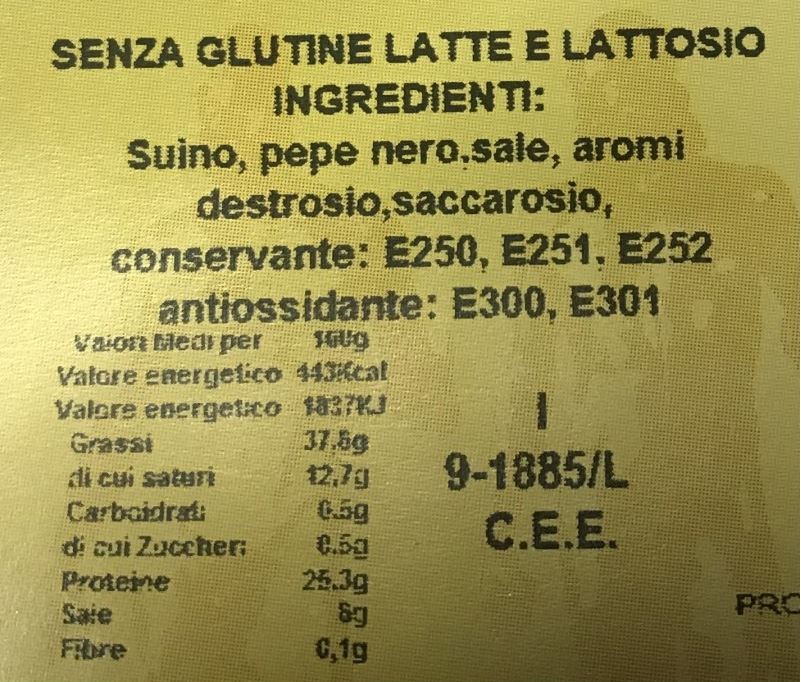 SENZA GLUTINE LATTE E LATTOSIO
INGREDIENTI:
Suino, pepe nero.sale, aromi
destrosio,saccarosio,
conservante: E250, E251. E252
antiossidante: E300, E301
Valori Medi per 100g
Valore energetico 443Kcal
Valore energetico 1837KJ
Grassi 37,8g
di cui saturi 12,7g
Carboidrati 0.5g
di cui Zuccheri 0.5g
Proteine 25.3g
Sale 6g
Fibre 0,1g
I
9-1885/L
C.E.E.
PRO